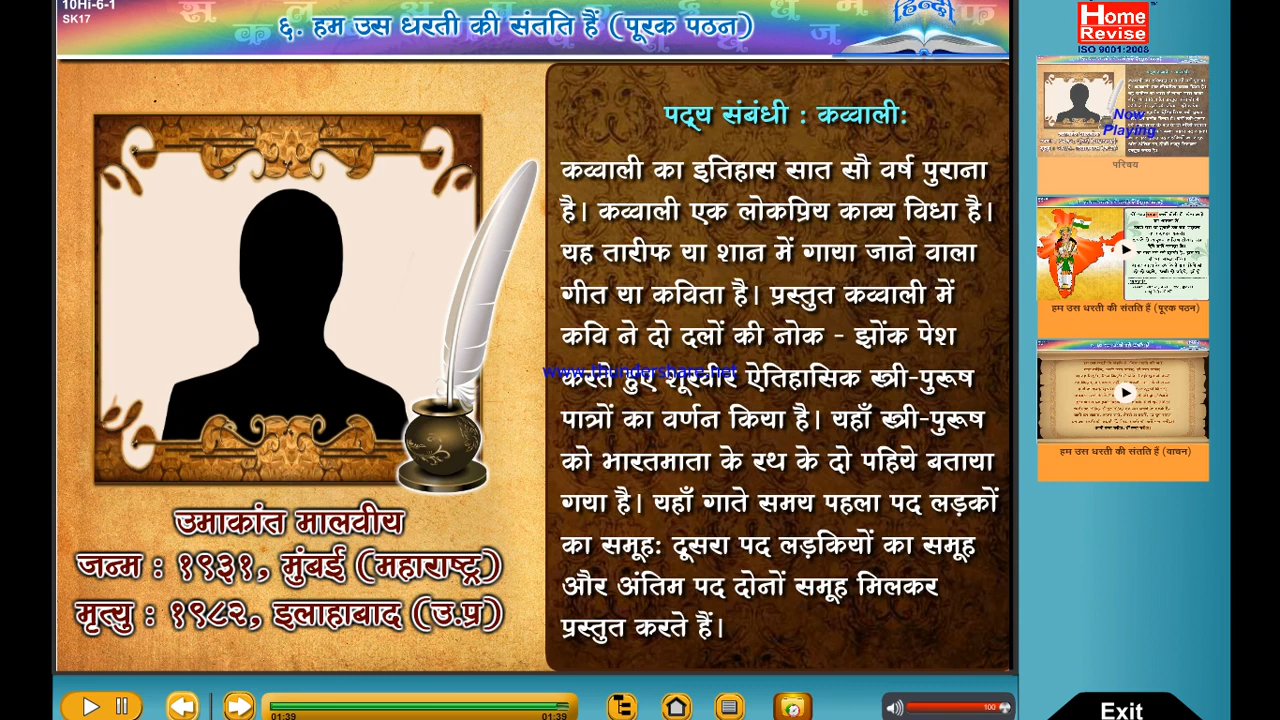 10Hi-6-1
SK17
६. हम उस धरती की संतति हैं (पूरक पठन)
हिन्दी
Home
Revise
ISO 9001:2008
पद्य संबंधी : कव्वाली:
कव्वाली का इतिहास सात सौ वर्ष पुराना
है। कव्वाली एक लोकप्रिय काव्य विधा है।
यह तारीफ या शान में गाया जाने वाला
गीत या कविता है। प्रस्तुत कव्वाली में
कवि ने दो दलों की नोक - झोंक पेश
करते हुए शूरवीर ऐतिहासिक स्त्री-पुरूष
पात्रों का वर्णन किया है। यहाँ स्त्री-पुरूष
को भारतमाता के रथ के दो पहिये बताया
गया है। यहाँ गाते समय पहला पद लड़कों
का समूह: दूसरा पद लड़कियों का समूह
और अंतिम पद दोनों समूह मिलकर
प्रस्तुत करते हैं।
www.thundershare.net
उमाकांत मालवीय
जन्म : १९३१, मुंबई (महाराष्ट्र)
मृत्यु : १९८२, इलाहाबाद (उ.प्र)
Now
Playing
परिचय
हम उस धरती की संतति हैं (पूरक पठन)
हम उस धरती की संतति हैं (वाचन)
01:39
01:39
100
Exit